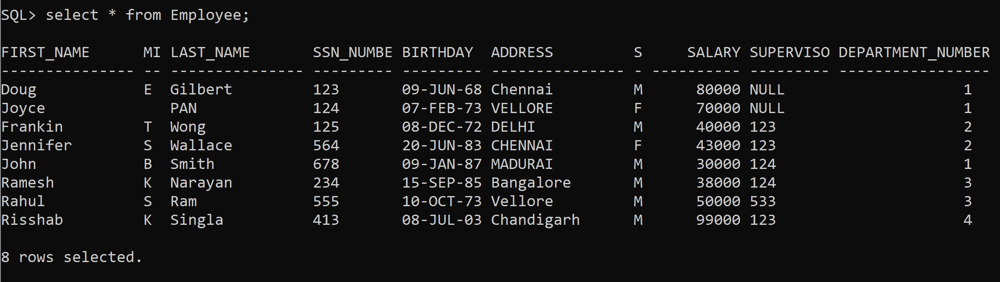 SQL> select * from Employee;
FIRST_NAME      MI LAST_NAME       SSN_NUMBE BIRTHDAY  ADDRESS         S     SALARY SUPERVISO DEPARTMENT_NUMBER
--------------- -- --------------- --------- --------- --------------- - ---------- --------- -----------------
Doug            E  Gilbert         123       09-JUN-68 Chennai         M      80000 NULL                      1
Joyce              PAN             124       07-FEB-73 VELLORE         F      70000 NULL                      1
Frankin         T  Wong            125       08-DEC-72 DELHI           M      40000 123                       2
Jennifer        S  Wallace         564       20-JUN-83 CHENNAI         F      43000 123                       2
John            B  Smith           678       09-JAN-87 MADURAI         M      30000 124                       1
Ramesh          K  Narayan         234       15-SEP-85 Bangalore       M      38000 124                       3
Rahul           S  Ram             555       10-OCT-73 Vellore         M      50000 533                       3
Risshab         K  Singla          413       08-JUL-03 Chandigarh      M      99000 123                       4
8 rows selected.